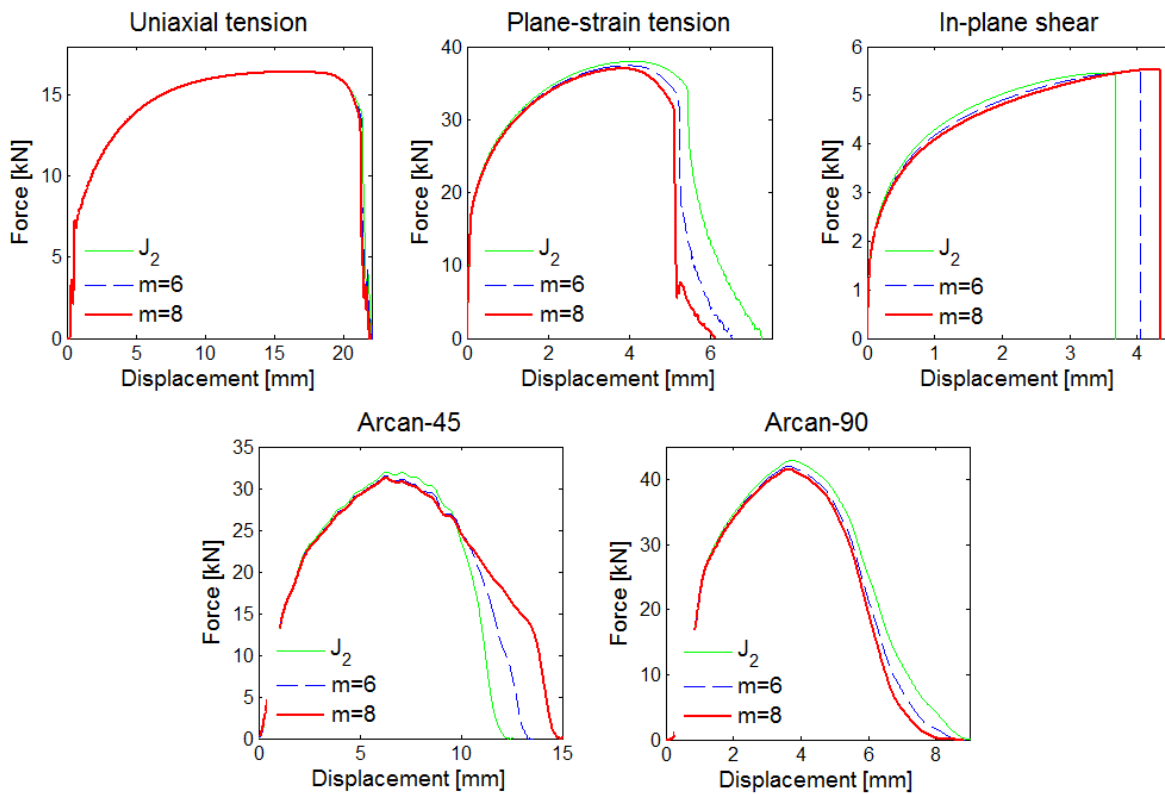 Uniaxial tension
Plane-strain tension
In-plane shear
15
10
5
0
Force [kN]
J2
m=6
m=8
0 5 10 15 20
Displacement [mm]
40
30
20
10
0
Force [kN]
J2
m=6
m=8
0 2 4 6
Displacement [mm]
6
5
4
3
2
1
0
Force [kN]
J2
m=6
m=8
0 1 2 3 4
Displacement [mm]
Arcan-45
Arcan-90
35
30
25
20
15
10
5
0
Force [kN]
J2
m=6
m=8
0 5 10 15
Displacement [mm]
40
30
20
10
0
Force [kN]
J2
m=6
m=8
0 2 4 6 8
Displacement [mm]